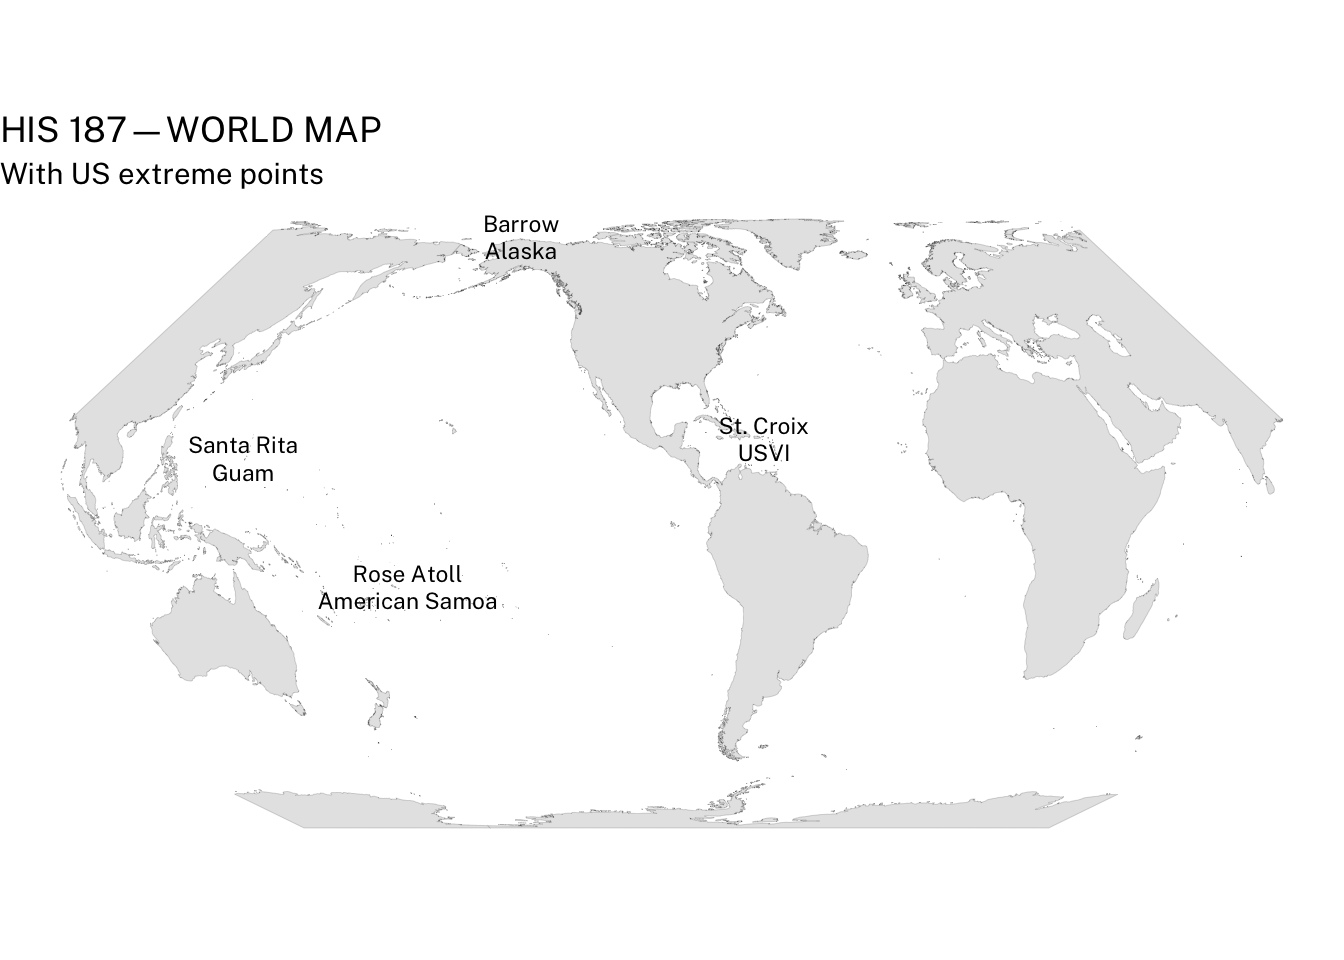 HIS 187—WORLD MAP
With US extreme points
Barrow
Alaska
St. Croix
USVI
Santa Rita
Guam
Rose Atoll
American Samoa